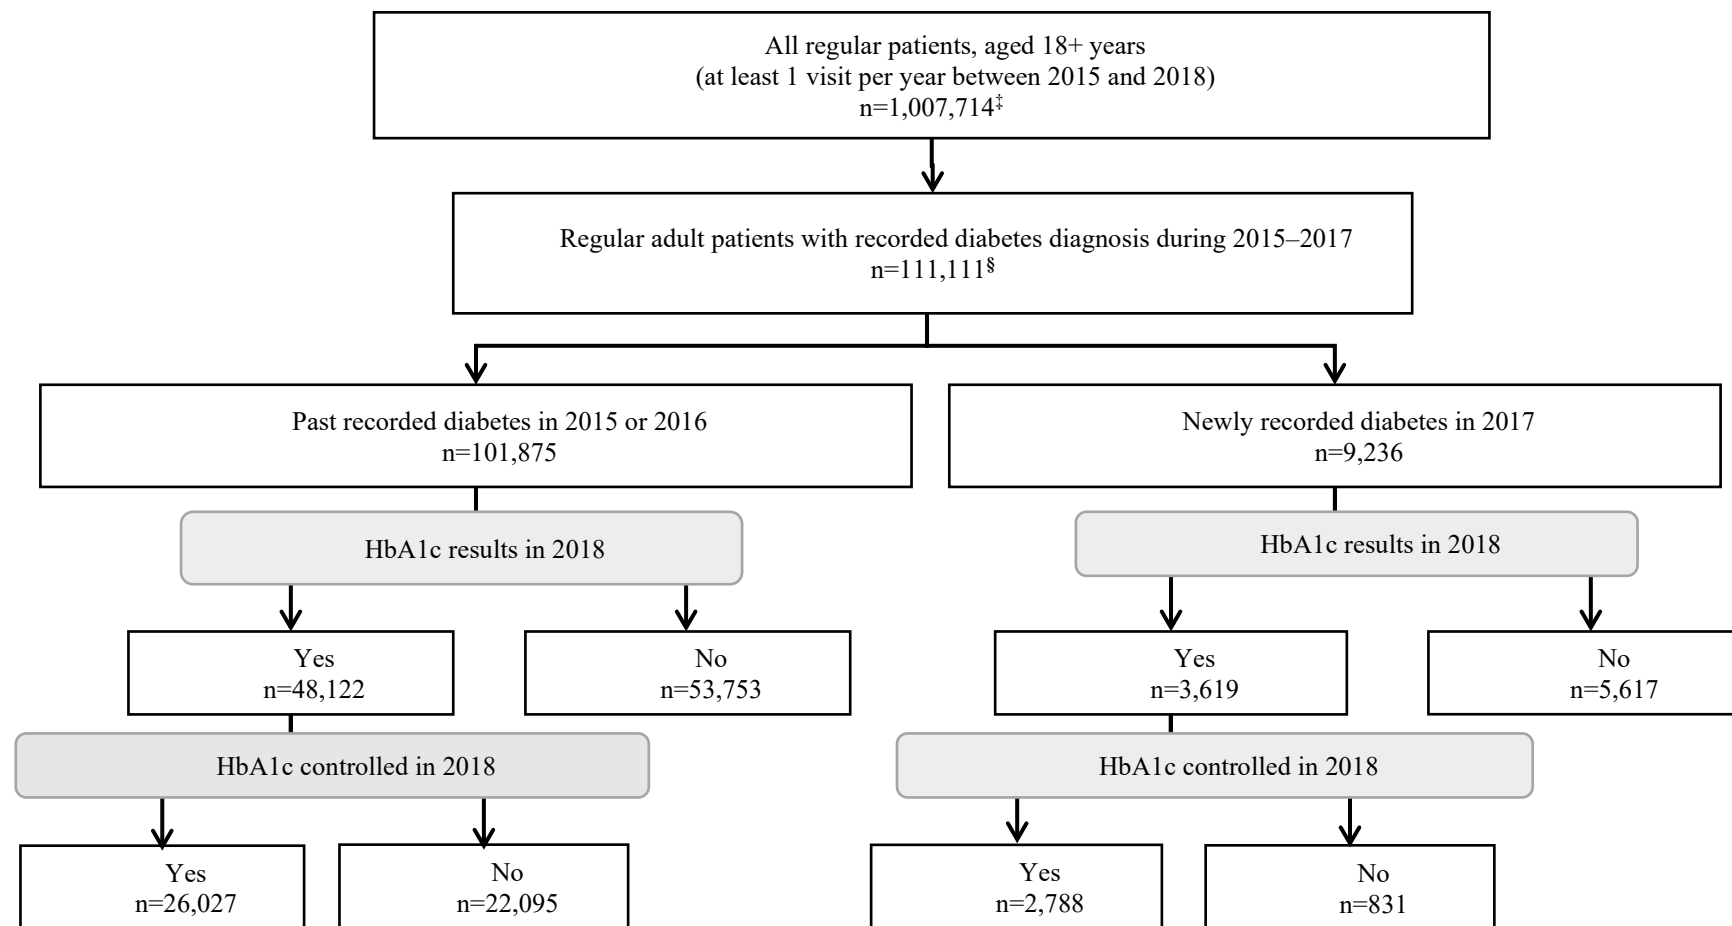 All regular patients, aged 18+ years
(at least 1 visit per year between 2015 and 2018)
n=1,007,714‡
Regular adult patients with recorded diabetes diagnosis during 2015–2017
n=111,111§
Past recorded diabetes in 2015 or 2016
n=101,875
Newly recorded diabetes in 2017
n=9,236
HbA1c results in 2018
HbA1c results in 2018
Yes
n=48,122
No
n=53,753
Yes
n=3,619
No
n=5,617
HbA1c controlled in 2018
HbA1c controlled in 2018
Yes
n=26,027
No
n=22,095
Yes
n=2,788
No
n=831